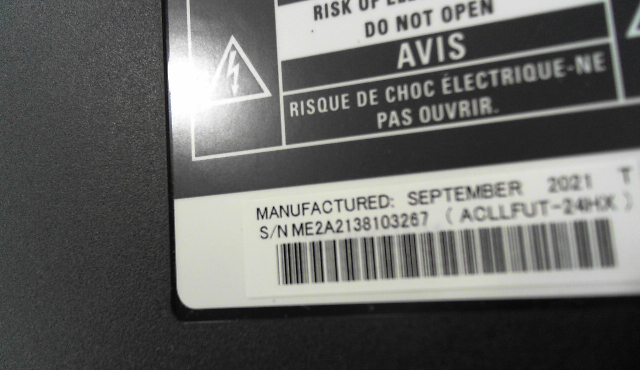 RISK OF
DO NOT OPEN
AVIS
RISQUE DE CHOC ÉLECTRIQUE-NE
PAS OUVRIR.
MANUFACTURED: SEPTEMBER 2021 T
S/N ME2A2138103267 (ACLLFUT-24HX)